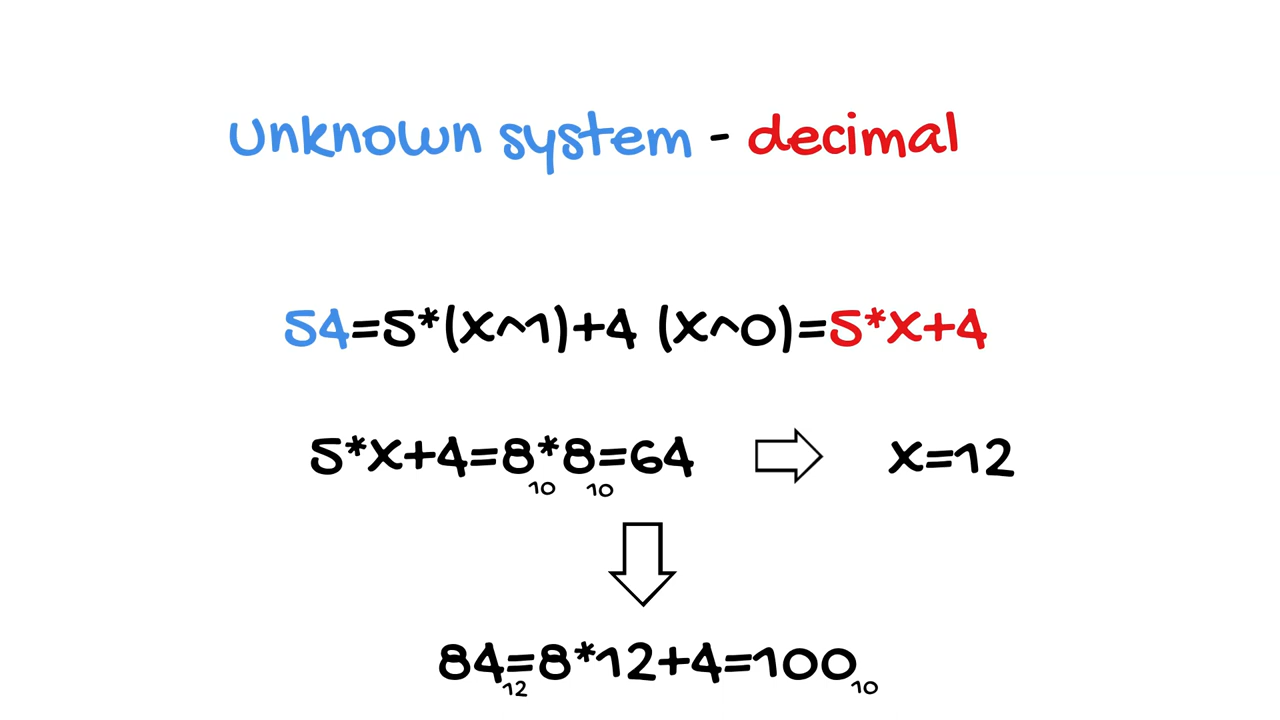 Unknown system - decimal
54=5*(X^1)+4 (X^0)=5*X+4
5*X+4=8*8=64 X=12
10 10
84=8*12+4=100
12 10